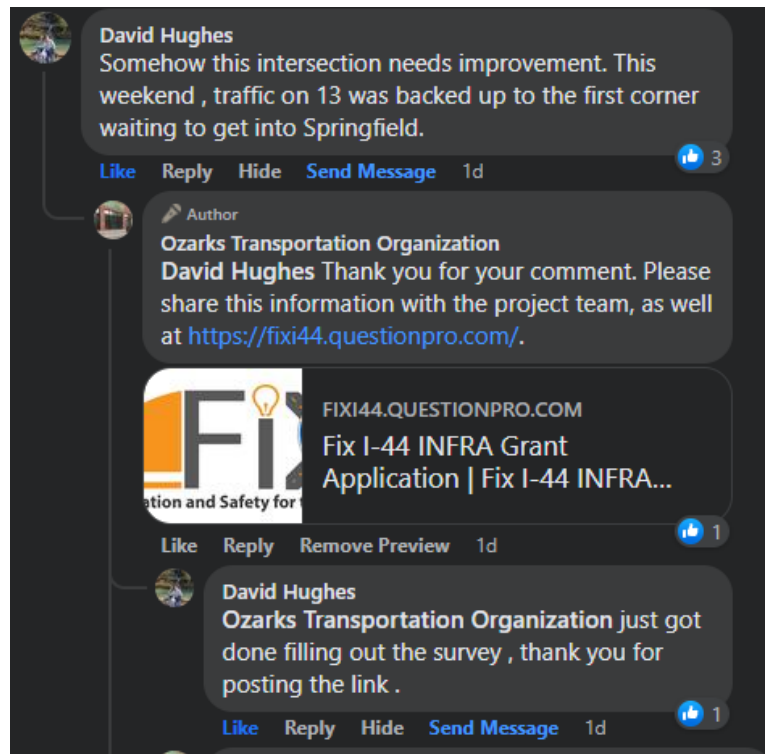 David Hughes
Somehow this intersection needs improvement. This
weekend , traffic on 13 was backed up to the first corner
waiting to get into Springfield.
3
Like Reply Hide Send Message 1d
Author
Ozarks Transportation Organization
David Hughes Thank you for your comment. Please
share this information with the project team, as well
at https://fixi44.questionpro.com/.
Fix
ation and Safety for t
FIXI44.QUESTIONPRO.COM
Fix I-44 INFRA Grant
Application | Fix I-44 INFRA...
1
Like Reply Remove Preview 1d
David Hughes
Ozarks Transportation Organization just got
done filling out the survey , thank you for
posting the link .
1
Like Reply Hide Send Message 1d